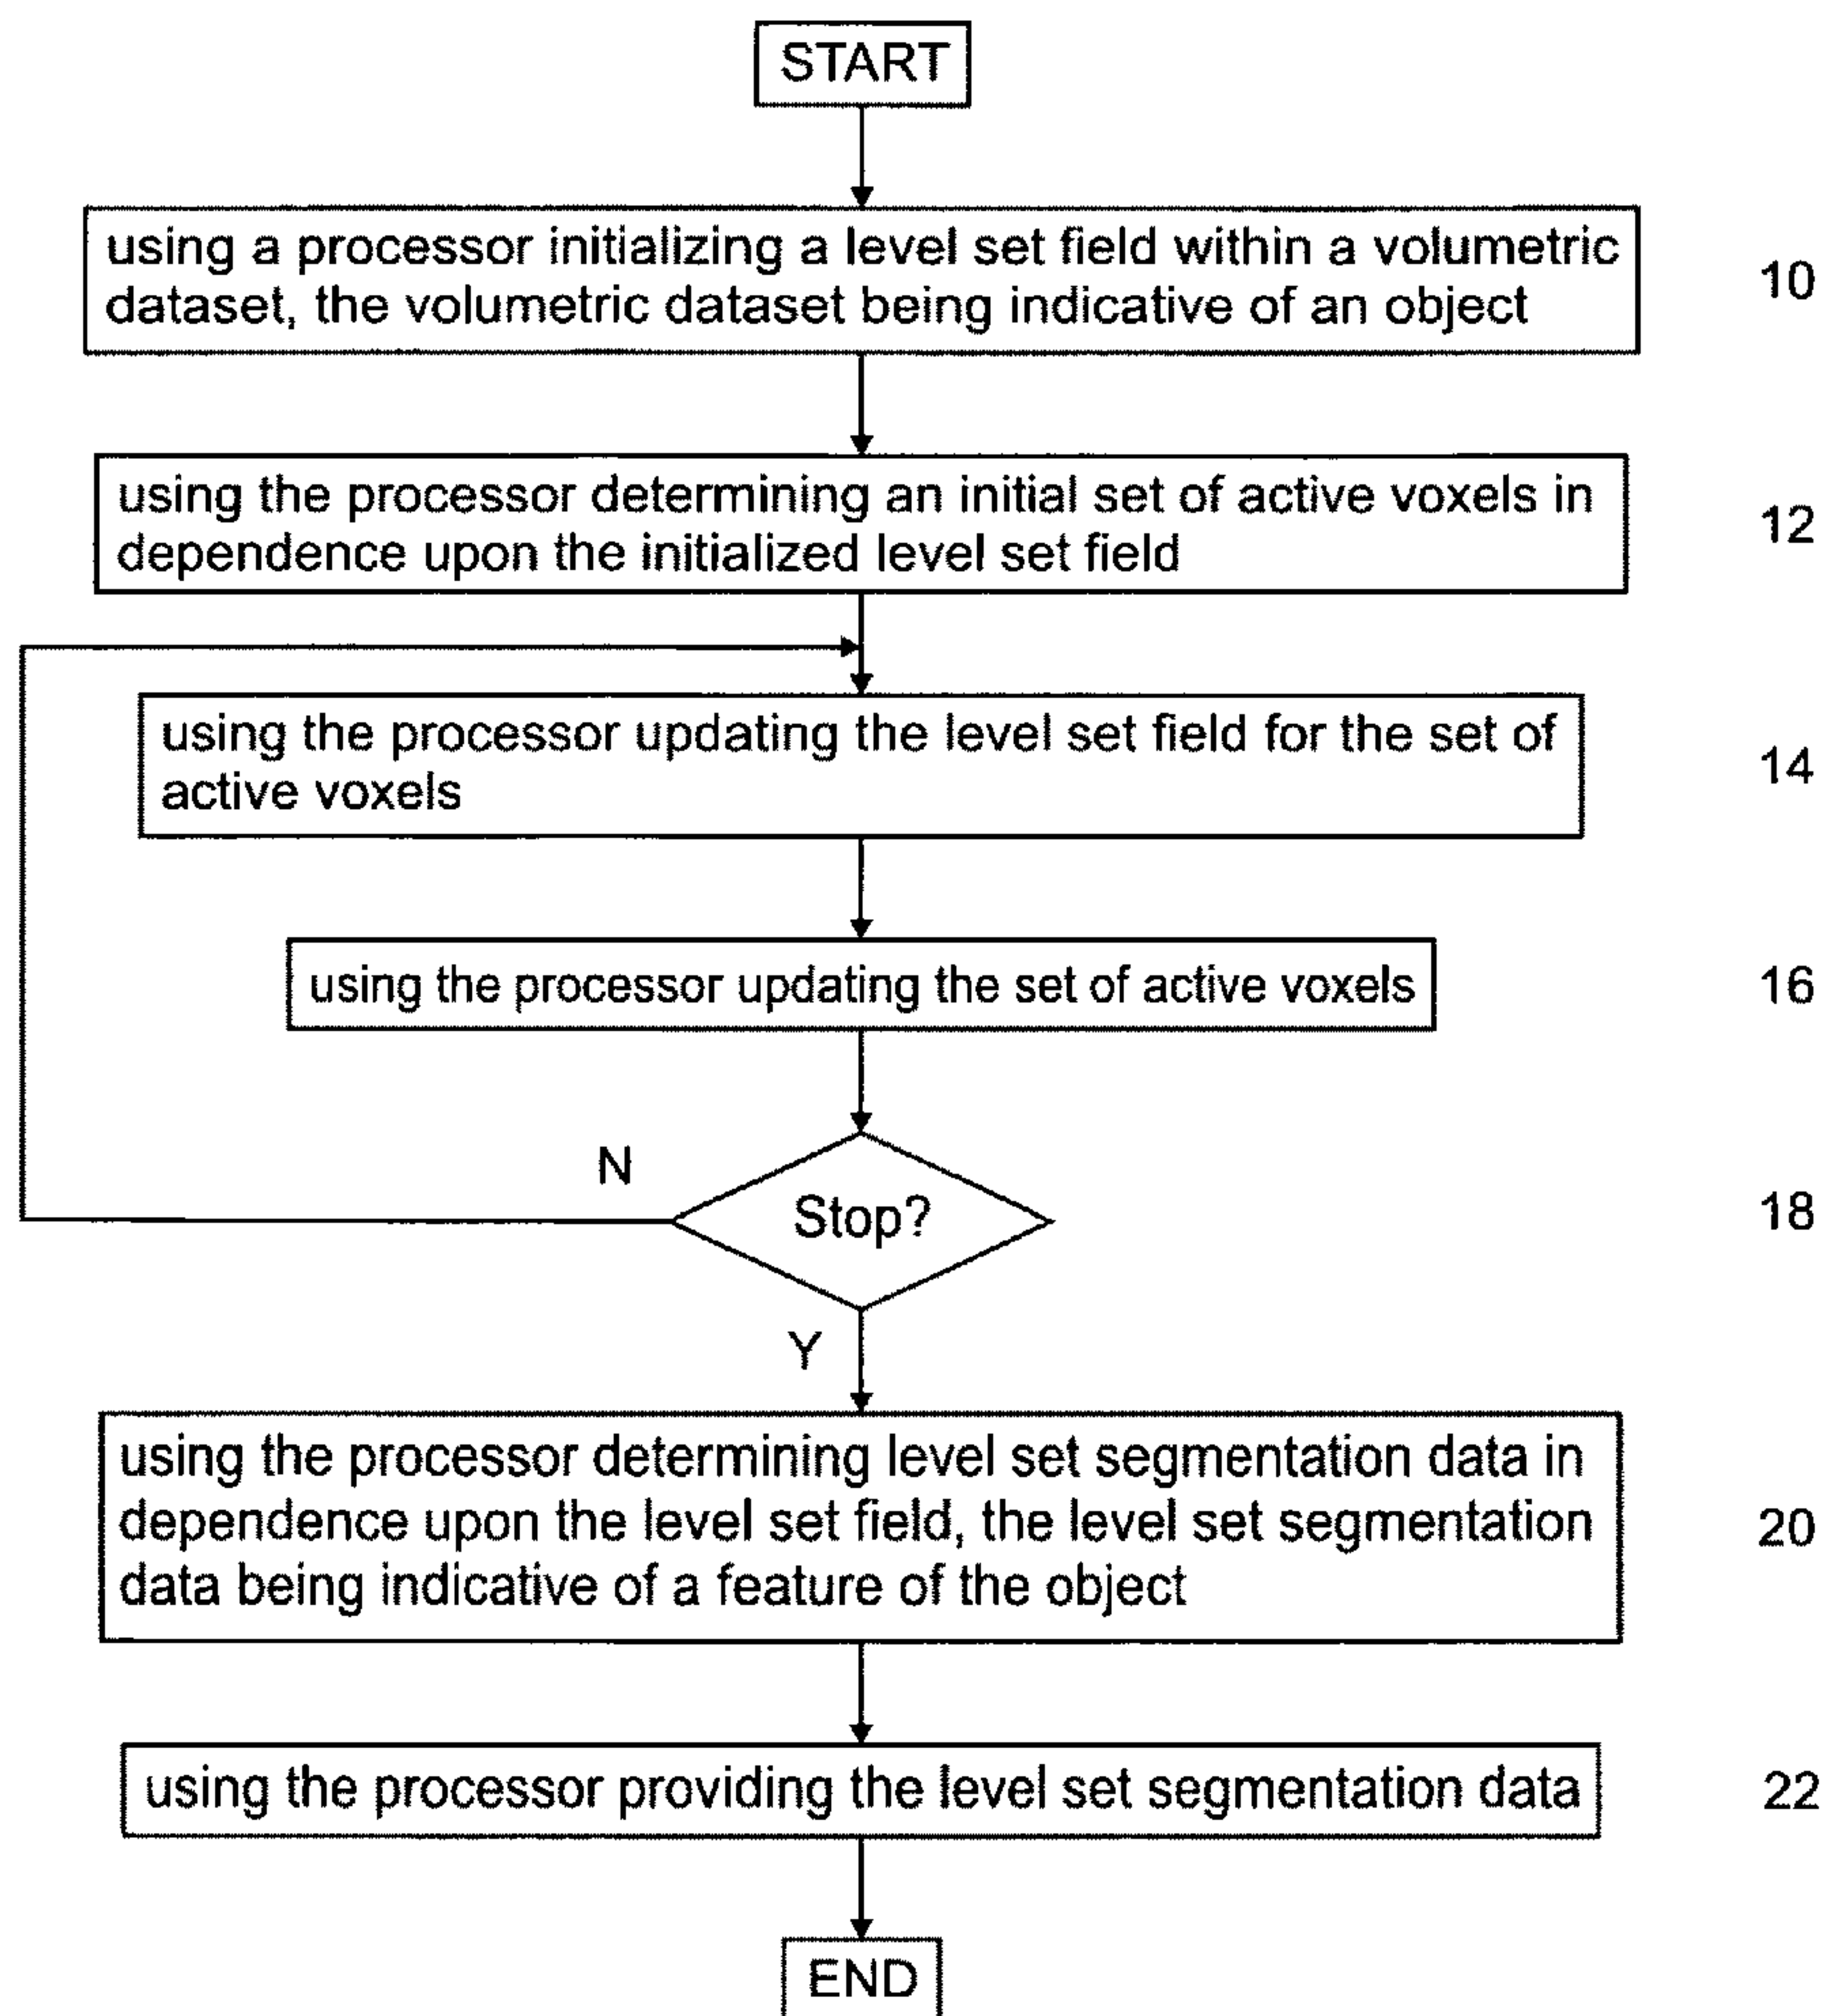 START
using a processor initializing a level set field within a volumetric
dataset, the volumetric dataset being indicative of an object
10
using the processor determining an initial set of active voxels in
dependence upon the initialized level set field
12
using the processor updating the level set field for the set of
active voxels
14
using the processor updating the set of active voxels
16
N
Stop?
18
Y
using the processor determining level set segmentation data in
dependence upon the level set field, the level set segmentation
data being indicative of a feature of the object
20
using the processor providing the level set segmentation data
22
END